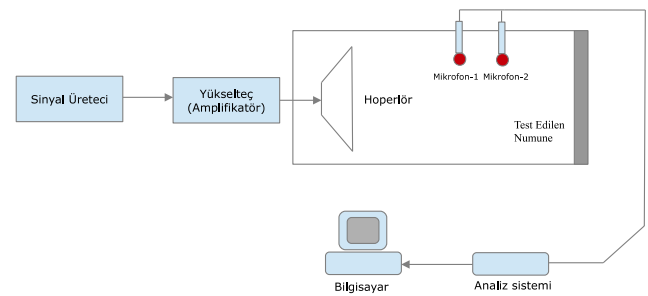 Sinyal Üreteci
Yükselteç
(Amplifikatör)
Hoperlör
Mikrofon-1
Mikrofon-2
Test Edilen
Numune
Bilgisayar
Analiz sistemi